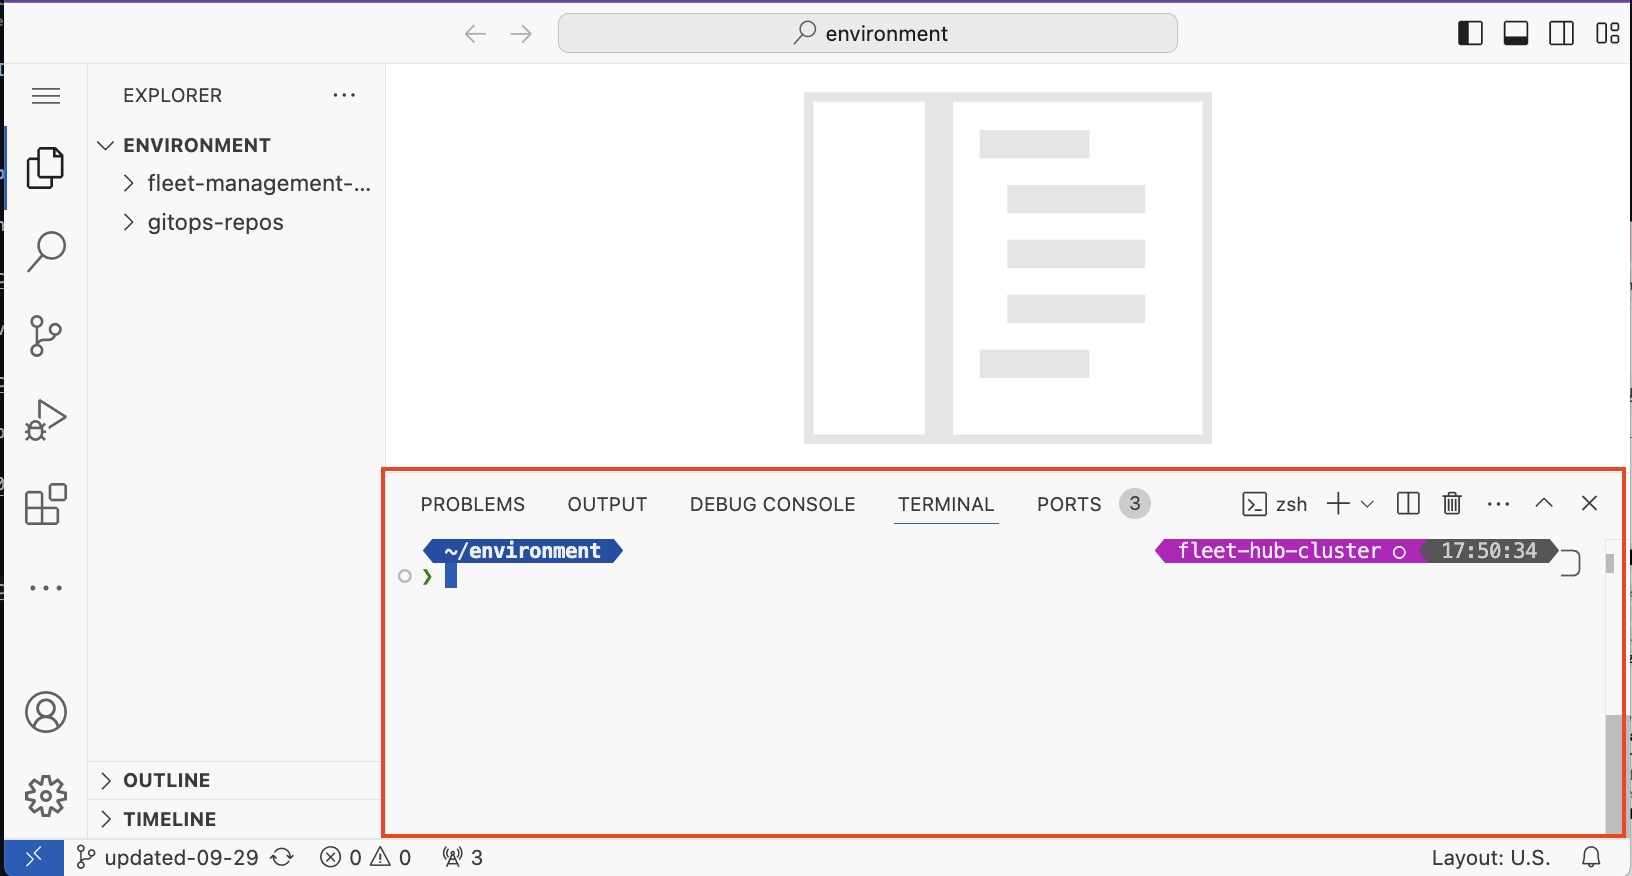 environment
EXPLORER
ENVIRONMENT
fleet-management-...
gitops-repos
PROBLEMS OUTPUT DEBUG CONSOLE TERMINAL PORTS 3 zsh
~/environment fleet-hub-cluster 17:50:34
OUTLINE
TIMELINE
updated-09-29 0 0 3 Layout: U.S.